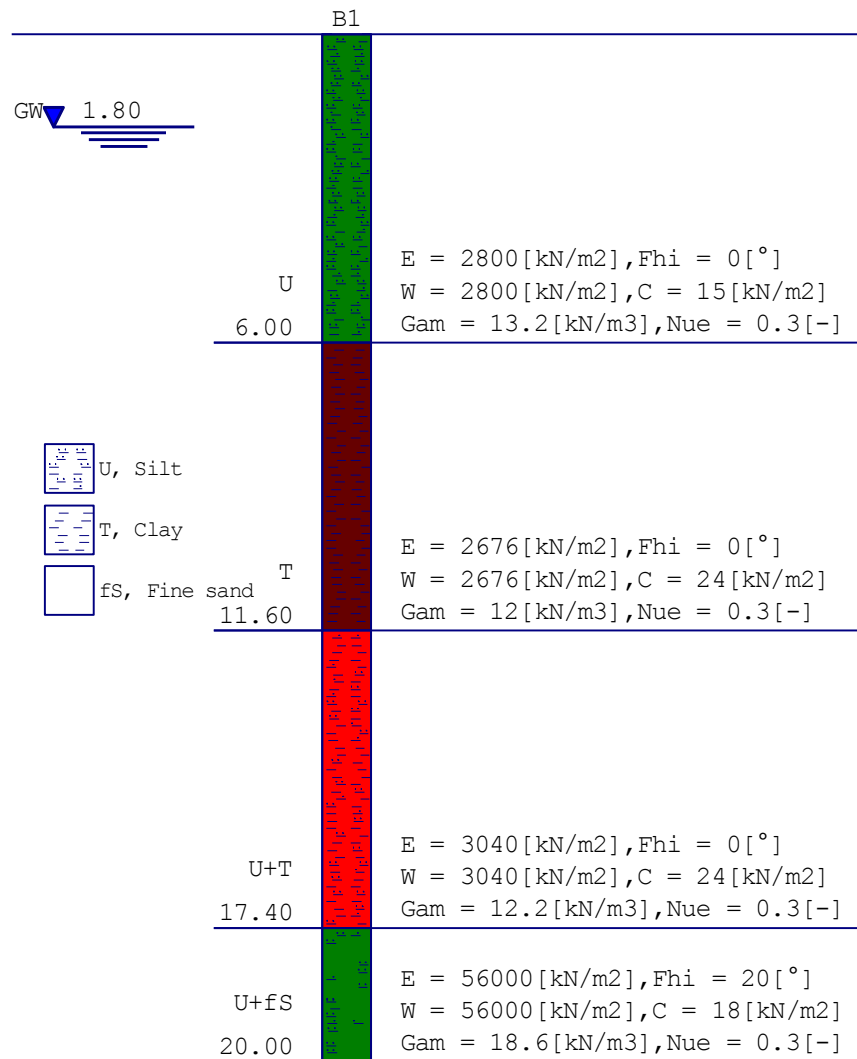 B1
GW 1.80
E = 2800[kN/m2],Fhi = 0[°]
U
W = 2800[kN/m2],C = 15[kN/m2]
6.00
Gam = 13.2[kN/m3],Nue = 0.3[-]
U, Silt
T, Clay
fS, Fine sand
E = 2676[kN/m2],Fhi = 0[°]
T
W = 2676[kN/m2],C = 24[kN/m2]
11.60
Gam = 12[kN/m3],Nue = 0.3[-]
E = 3040[kN/m2],Fhi = 0[°]
U+T
W = 3040[kN/m2],C = 24[kN/m2]
17.40
Gam = 12.2[kN/m3],Nue = 0.3[-]
E = 56000[kN/m2],Fhi = 20[°]
U+fS
W = 56000[kN/m2],C = 18[kN/m2]
20.00
Gam = 18.6[kN/m3],Nue = 0.3[-]